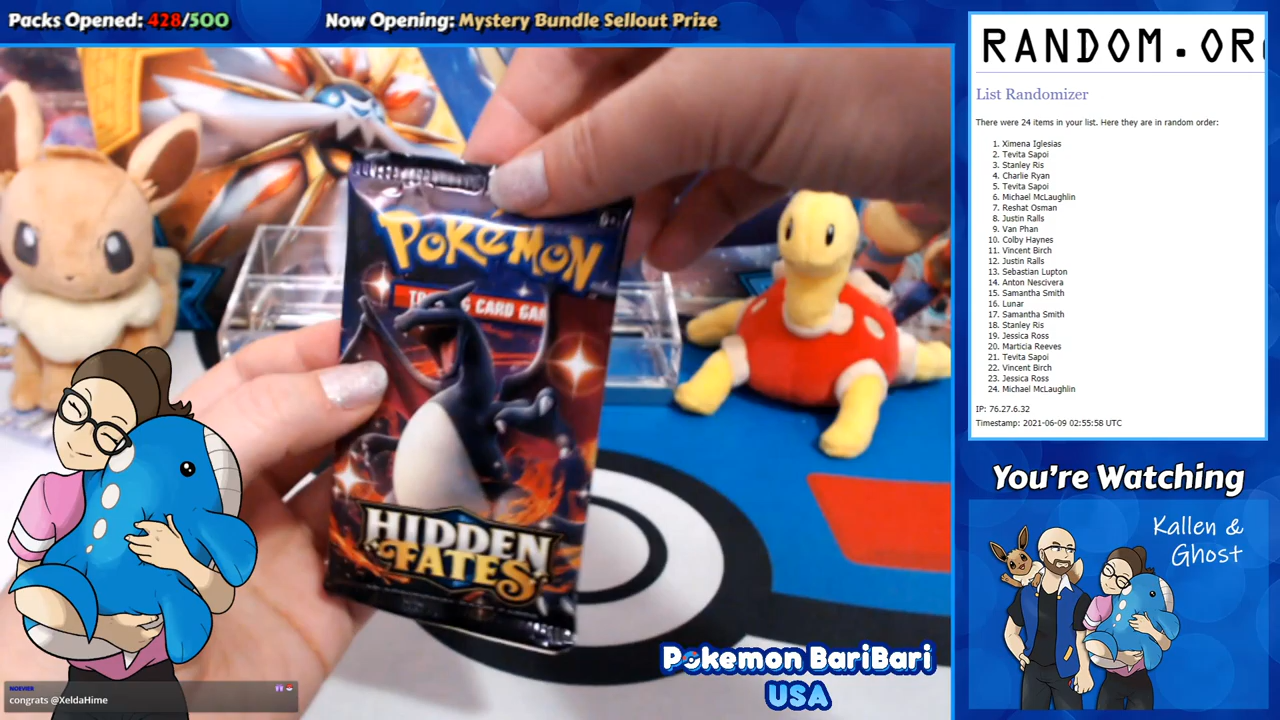 Packs Opened: 428/500
Now Opening: Mystery Bundle Sellout Prize
POKéMON
HIDDEN
FATES
NOEVIER
congrats @XeldaHime
Pokemon BariBari
USA
RANDOM.OR
List Randomizer
There were 24 items in your list. Here they are in random order:
1. Ximena Iglesias
2. Tevita Sapoi
3. Stanley Ris
4. Charlie Ryan
5. Tevita Sapoi
6. Michael McLaughlin
7. Reshat Osman
8. Justin Ralls
9. Van Phan
10. Colby Haynes
11. Vincent Birch
12. Justin Ralls
13. Sebastian Lupton
14. Anton Nescivera
15. Samantha Smith
16. Lunar
17. Samantha Smith
18. Stanley Ris
19. Jessica Ross
20. Marticia Reeves
21. Tevita Sapoi
22. Vincent Birch
23. Jessica Ross
24. Michael McLaughlin
IP: 76.27.6.32
Timestamp: 2021-06-09 02:55:58 UTC
You're Watching
Kallen &
Ghost